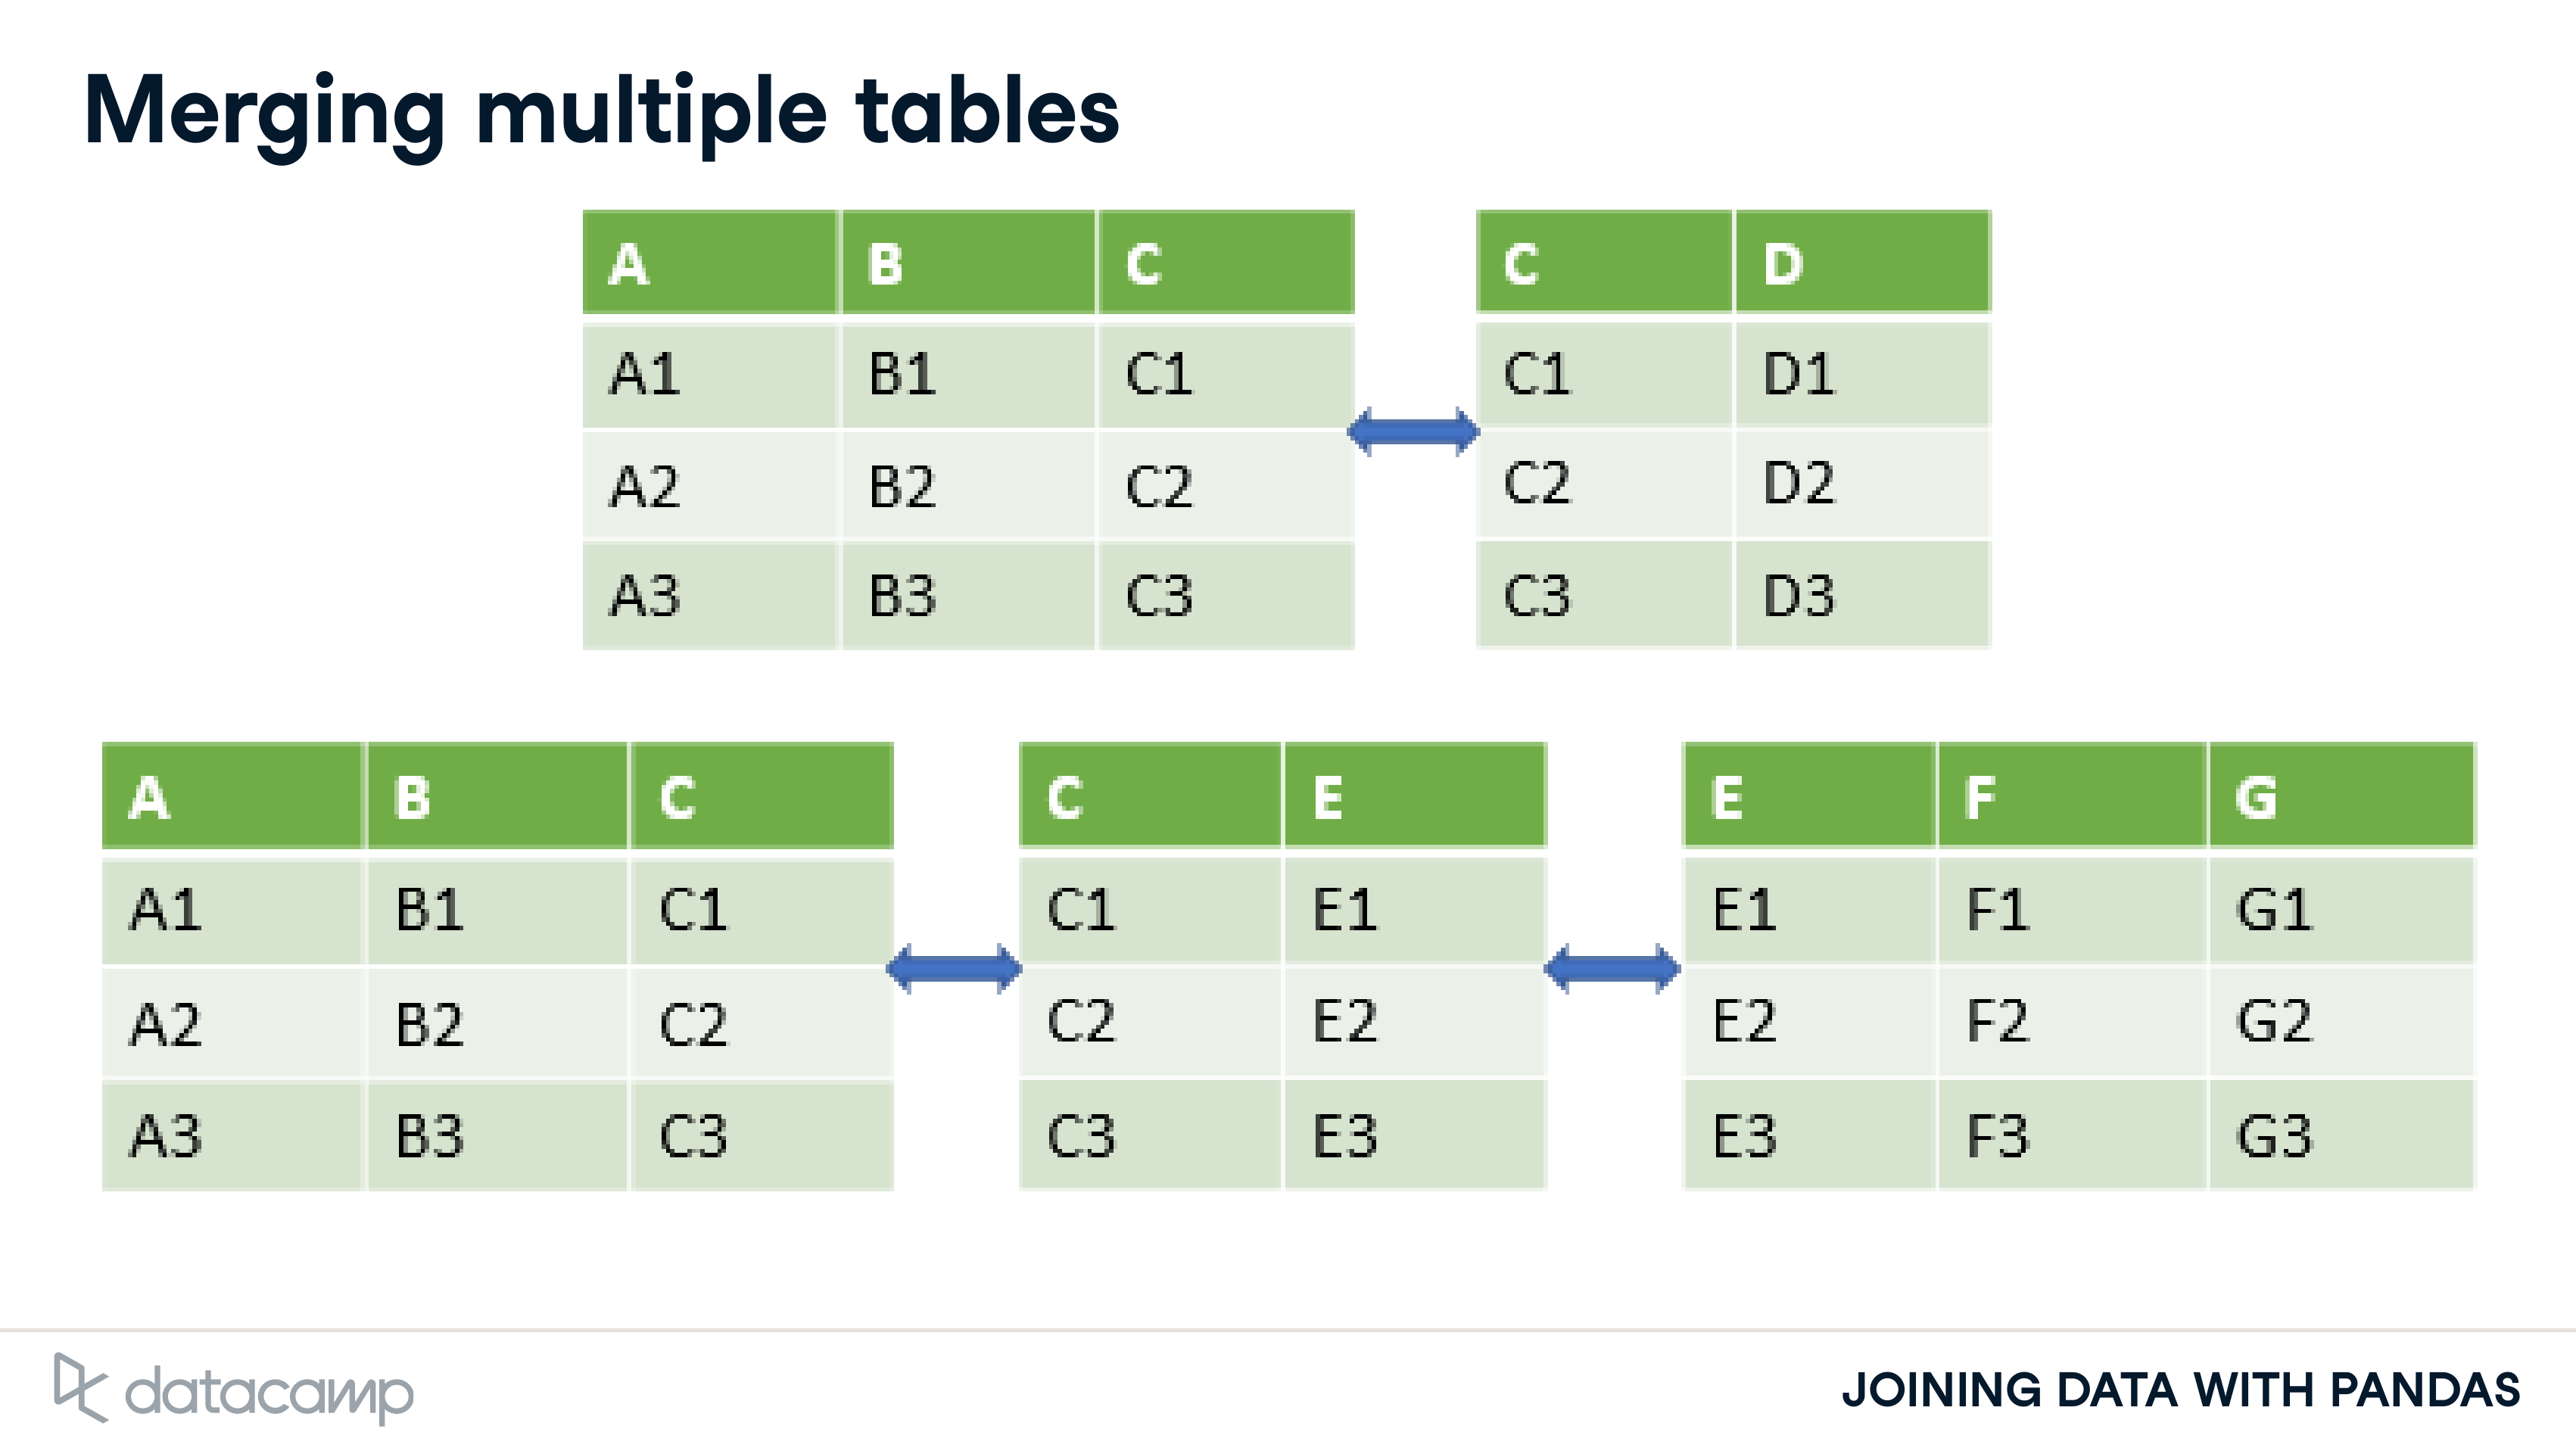 Merging multiple tables
A B C C D
A1 B1 C1 C1 D1
A2 B2 C2 C2 D2
A3 B3 C3 C3 D3
A B C C E E F G
A1 B1 C1 C1 E1 E1 F1 G1
A2 B2 C2 C2 E2 E2 F2 G2
A3 B3 C3 C3 E3 E3 F3 G3
datacamp
JOINING DATA WITH PANDAS